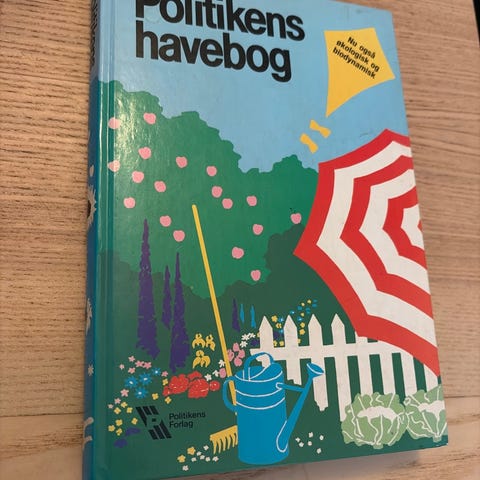 Politikens
havebog
Nu også
økologisk og
biodynamisk
Politikens
Forlag